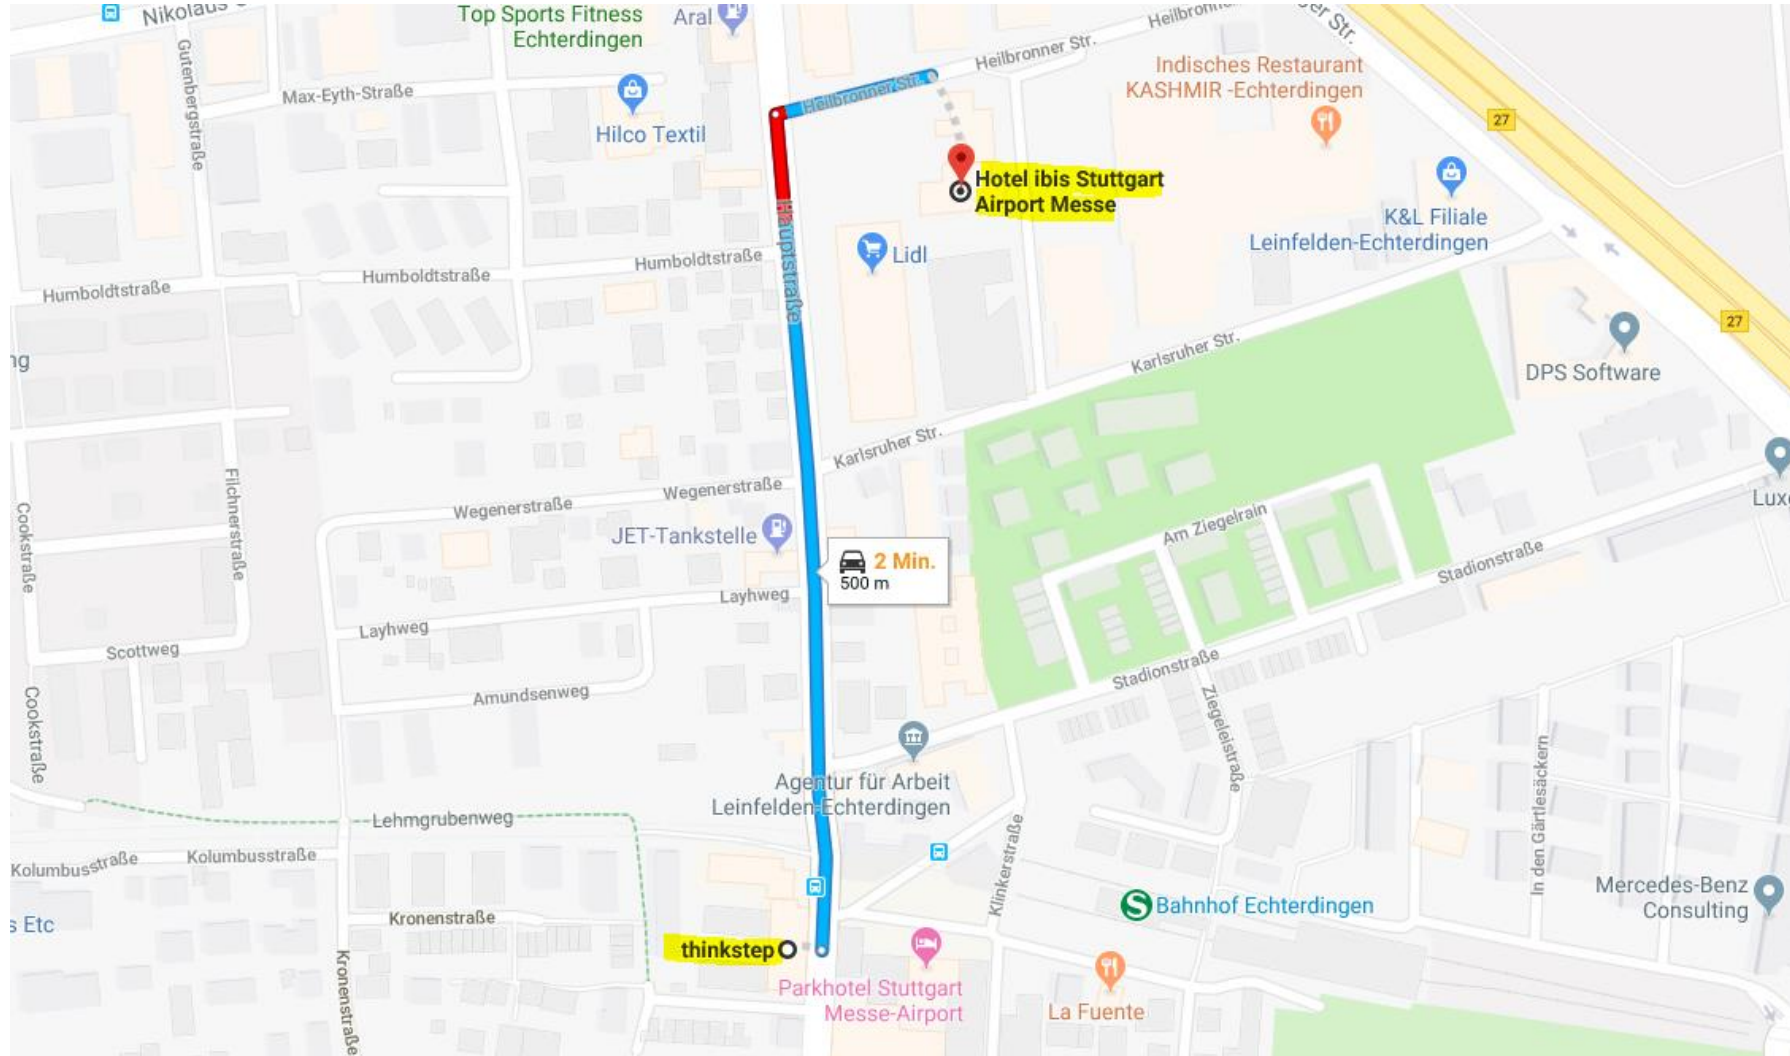 Nikolaus
Top Sports Fitness
Echterdingen
Aral
Heilbronner Str.
Indisches Restaurant
KASHMIR -Echterdingen
27
Gutenbergstraße
Max-Eyth-Straße
Hilco Textil
Heilbronner Str.
Hotel ibis Stuttgart
Airport Messe
K&L Filiale
Leinfelden-Echterdingen
Lidl
Hauptstraße
Humboldtstraße
Humboldtstraße
Humboldtstraße
27
DPS Software
Karlsruher Str.
Karlsruher Str.
Filchnerstraße
Cookstraße
Wegenerstraße
Wegenerstraße
JET-Tankstelle
2 Min.
500 m
Am Ziegelrain
Stadionstraße
Layhweg
Layhweg
Scottweg
Amundsenweg
Stadionstraße
Ziegeleistraße
Cookstraße
Agentur für Arbeit
Leinfelden-Echterdingen
In den Gärtlesäckern
Lehmgrubenweg
Kolumbusstraße
Kolumbusstraße
Klinkerstraße
Mercedes-Benz
Consulting
s Etc
Kronenstraße
S Bahnhof Echterdingen
thinkstep
Kronenstraße
Parkhotel Stuttgart
Messe-Airport
La Fuente